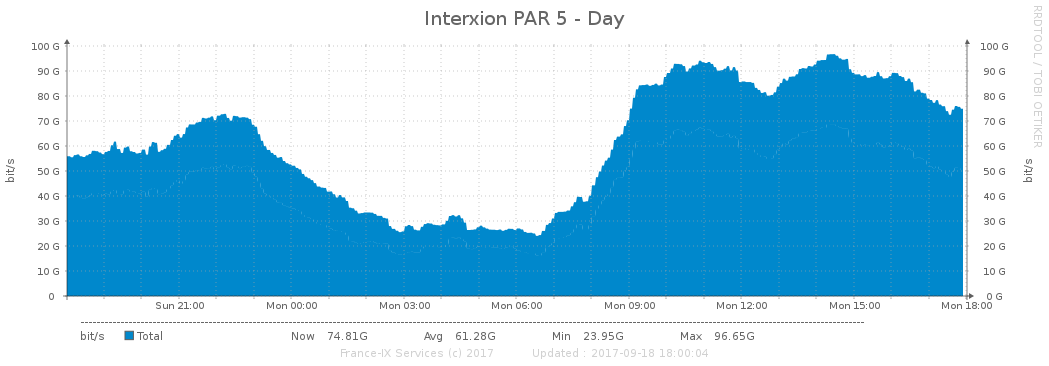 Interxion PAR 5 - Day
RRDTOOL / TOBI OETIKER
100 G 100 G
90 G 90 G
80 G 80 G
70 G 70 G
60 G 60 G
50 G 50 G
40 G 40 G
30 G 30 G
20 G 20 G
10 G 10 G
0 0 G
bit/s bit/s
Sun 21:00 Mon 00:00 Mon 03:00 Mon 06:00 Mon 09:00 Mon 12:00 Mon 15:00 Mon 18:00
bit/s Total Now 74.81G Avg 61.28G Min 23.95G Max 96.65G
France-IX Services (c) 2017 Updated : 2017-09-18 18:00:04